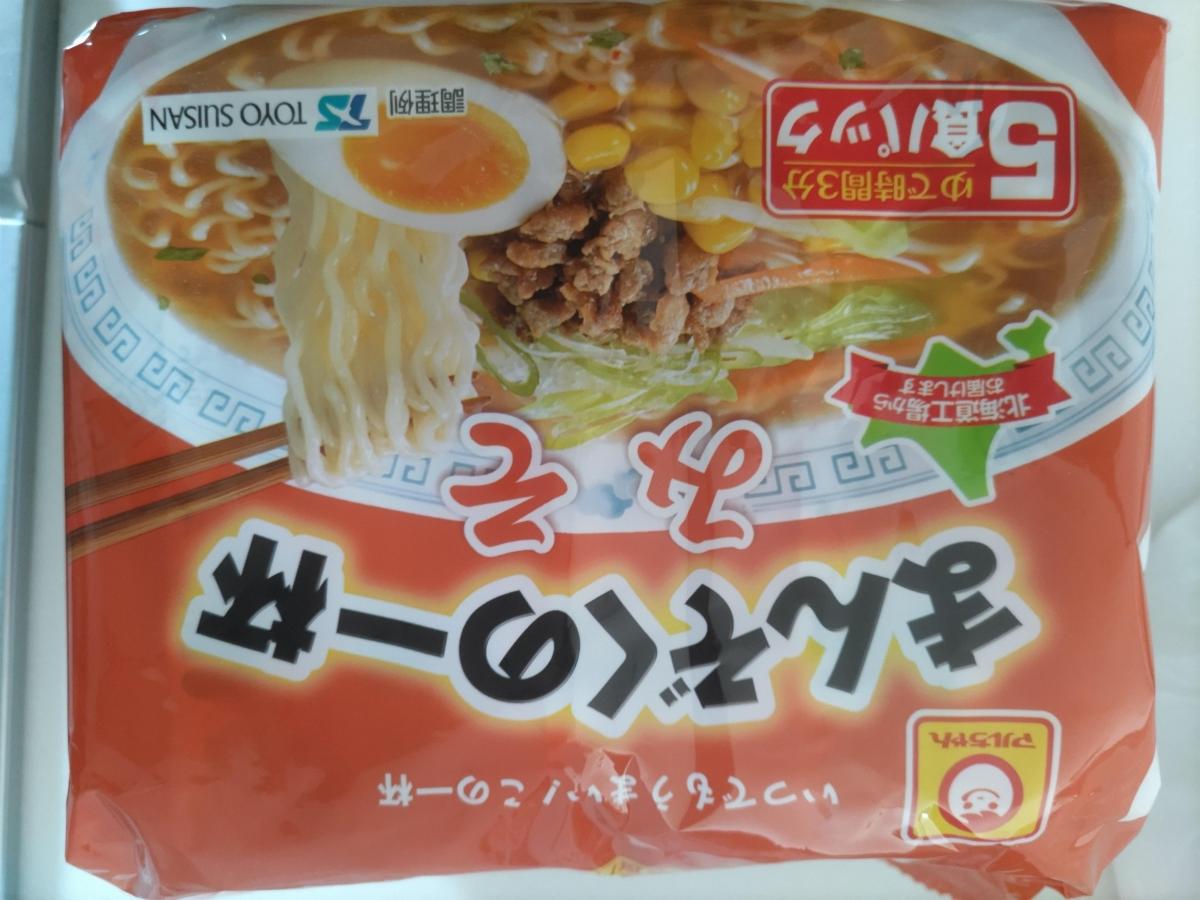 いつでもうまい!この一杯
マルちゃん
まんぞくの一杯
みそ
北海道工場から
お届けします
ゆで時間3分
5食パック
調理例
TS TOYO SUISAN